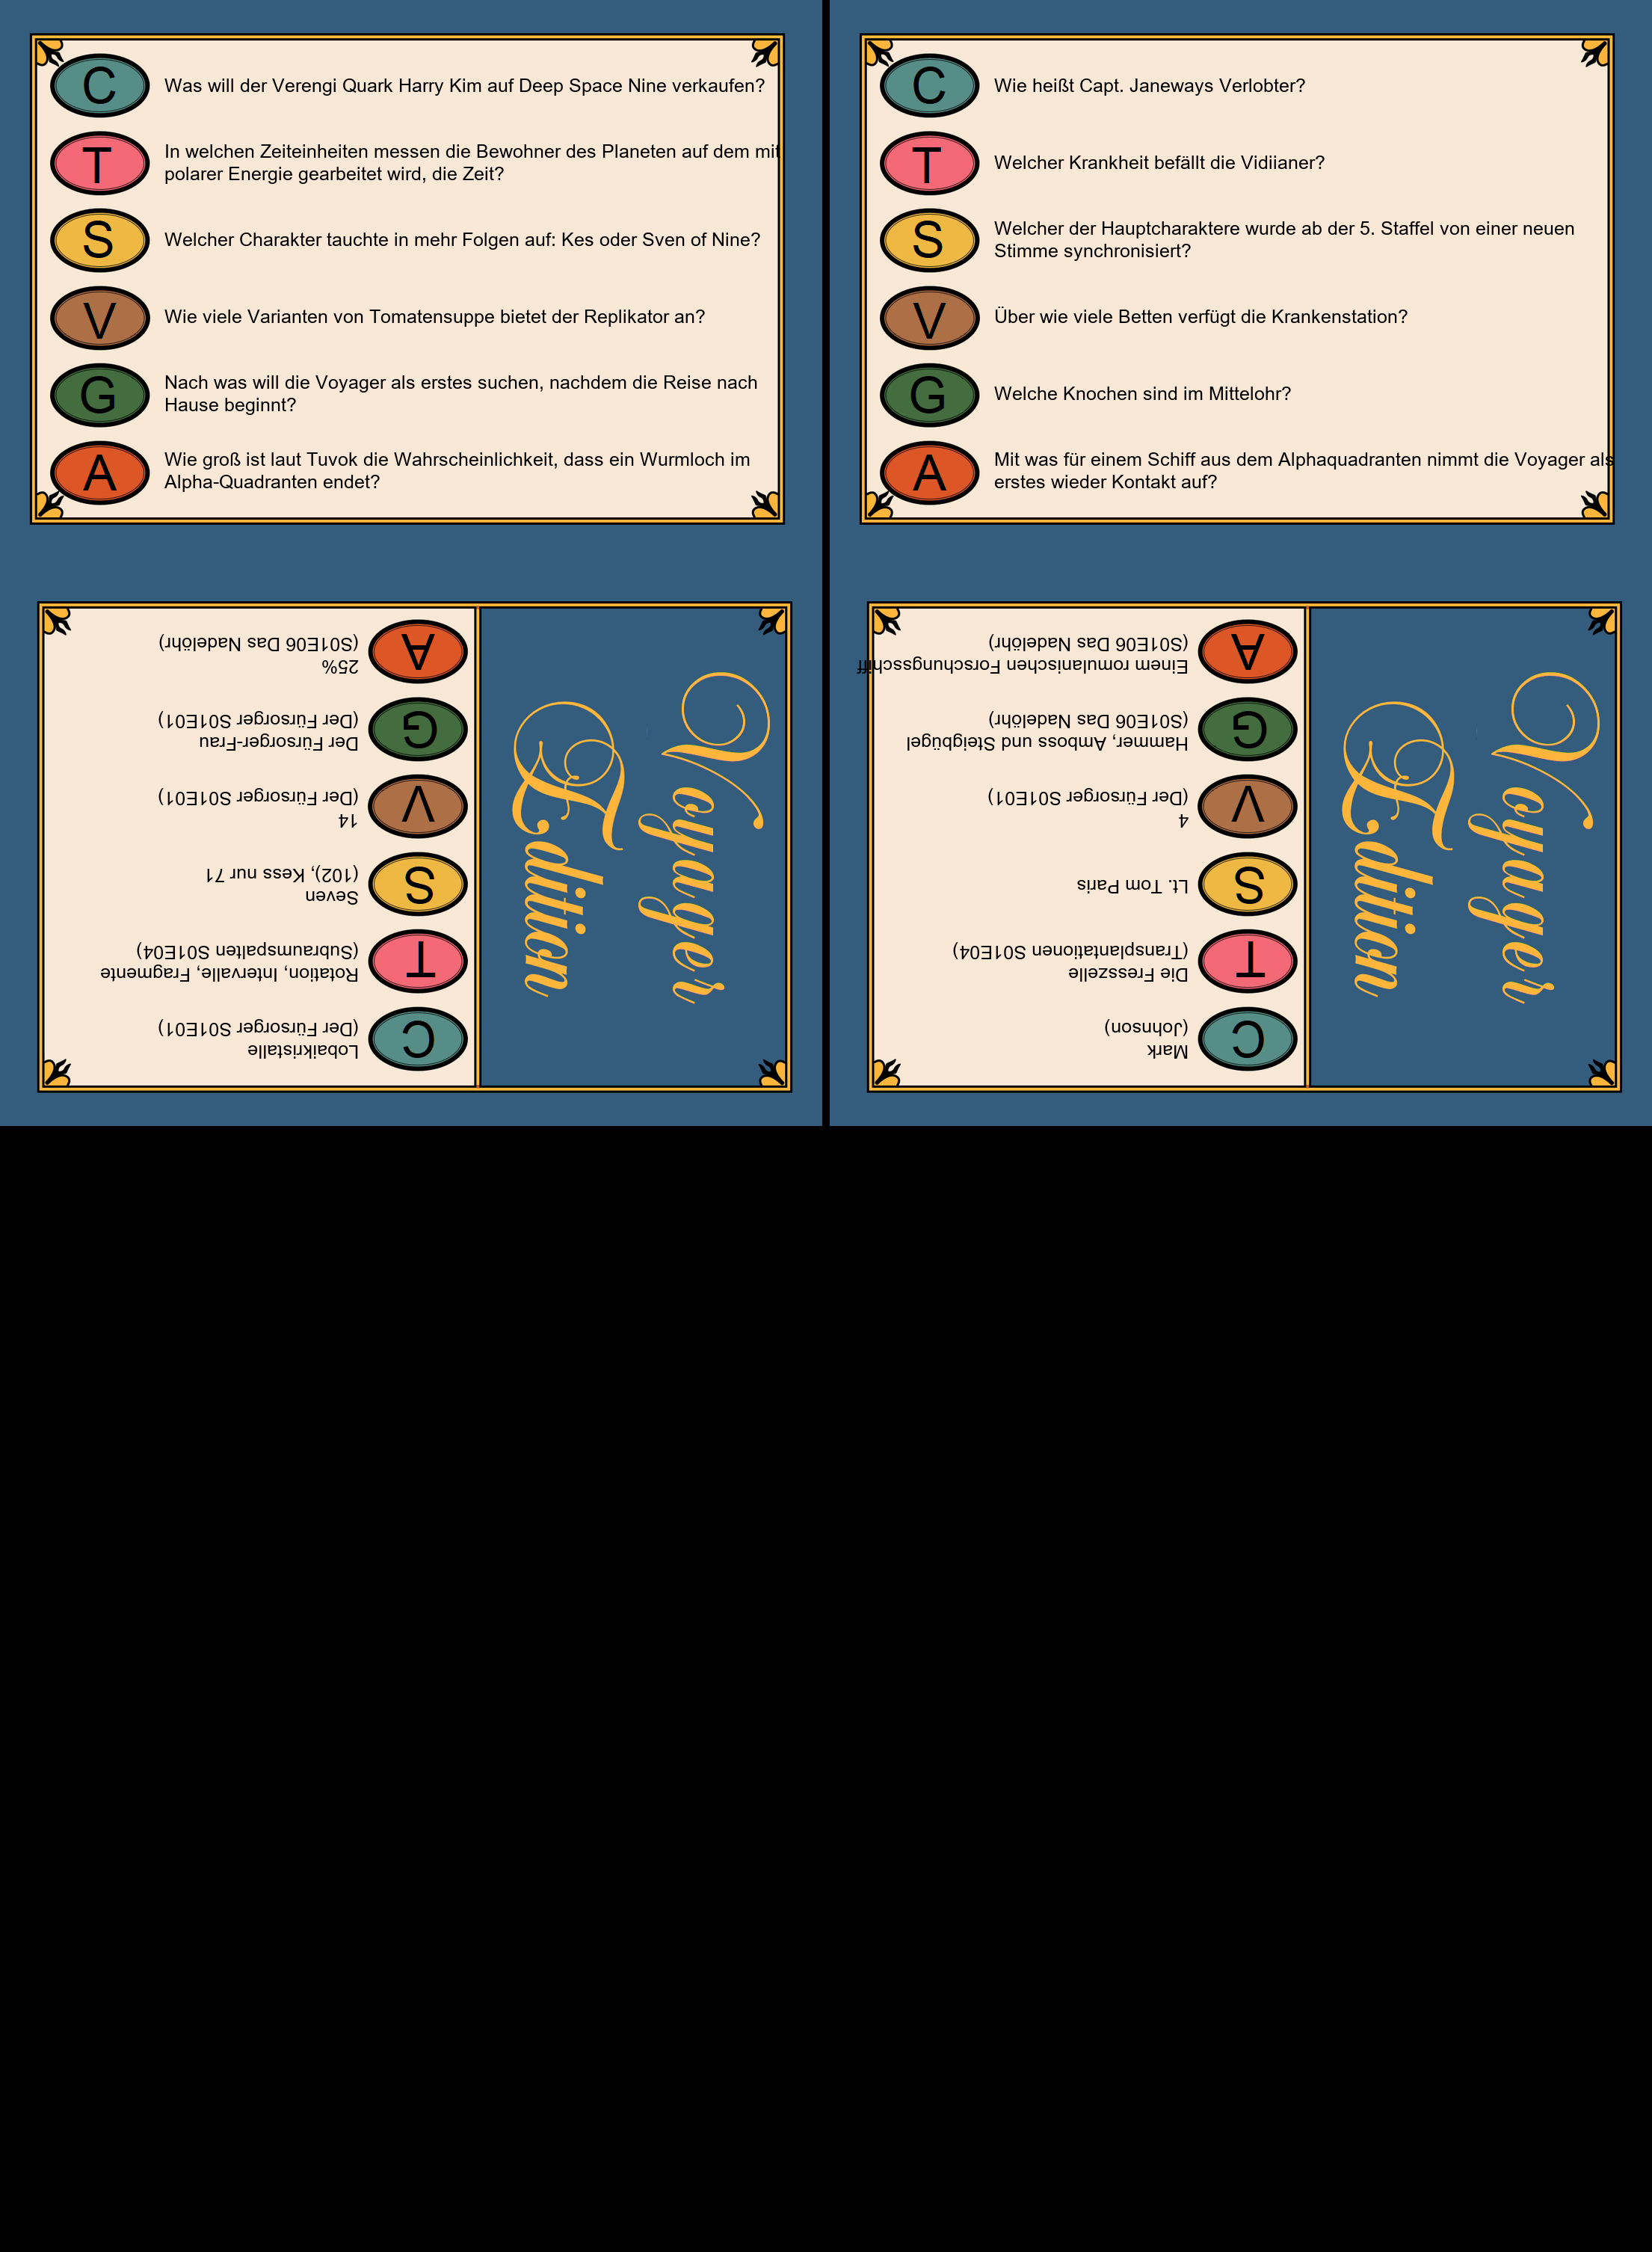 C
Was will der Verengi Quark Harry Kim auf Deep Space Nine verkaufen?
T
In welchen Zeiteinheiten messen die Bewohner des Planeten auf dem mit
polarer Energie gearbeitet wird, die Zeit?
S
Welcher Charakter tauchte in mehr Folgen auf: Kes oder Sven of Nine?
V
Wie viele Varianten von Tomatensuppe bietet der Replikator an?
G
Nach was will die Voyager als erstes suchen, nachdem die Reise nach
Hause beginnt?
A
Wie groß ist laut Tuvok die Wahrscheinlichkeit, dass ein Wurmloch im
Alpha-Quadranten endet?
C
Wie heißt Capt. Janeways Verlobter?
T
Welcher Krankheit befällt die Vidiianer?
S
Welcher der Hauptcharaktere wurde ab der 5. Staffel von einer neuen
Stimme synchronisiert?
V
Über wie viele Betten verfügt die Krankenstation?
G
Welche Knochen sind im Mittelohr?
A
Mit was für einem Schiff aus dem Alphaquadranten nimmt die Voyager als
erstes wieder Kontakt auf?
Voyager
Edition
C
Lobaikristalle
(Der Fürsorger S01E01)
T
Rotation, Intervalle, Fragmente
(Subraumspalten S01E04)
S
Seven
(102), Kess nur 71
V
14
(Der Fürsorger S01E01)
G
Der Fürsorger-Frau
(Der Fürsorger S01E01)
A
25%
(S01E06 Das Nadelöhr)
Voyager
Edition
C
Mark
(Johnson)
T
Die Fresszelle
(Transplantationen S01E04)
S
Lt. Tom Paris
V
4
(Der Fürsorger S01E01)
G
Hammer, Amboss und Steigbügel
(S01E06 Das Nadelöhr)
A
Einem romulanischen Forschungsschiff
(S01E06 Das Nadelöhr)